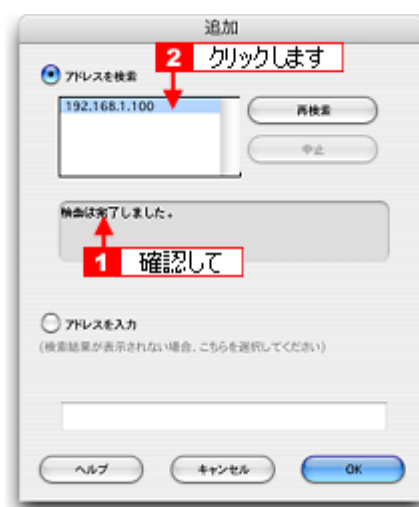 追加
2 クリックします
アドレスを検索
192.168.1.100
再検索
中止
検索は完了しました。
1 確認して
アドレスを入力
(検索結果が表示されない場合、こちらを選択してください)
ヘルプ
キャンセル
OK